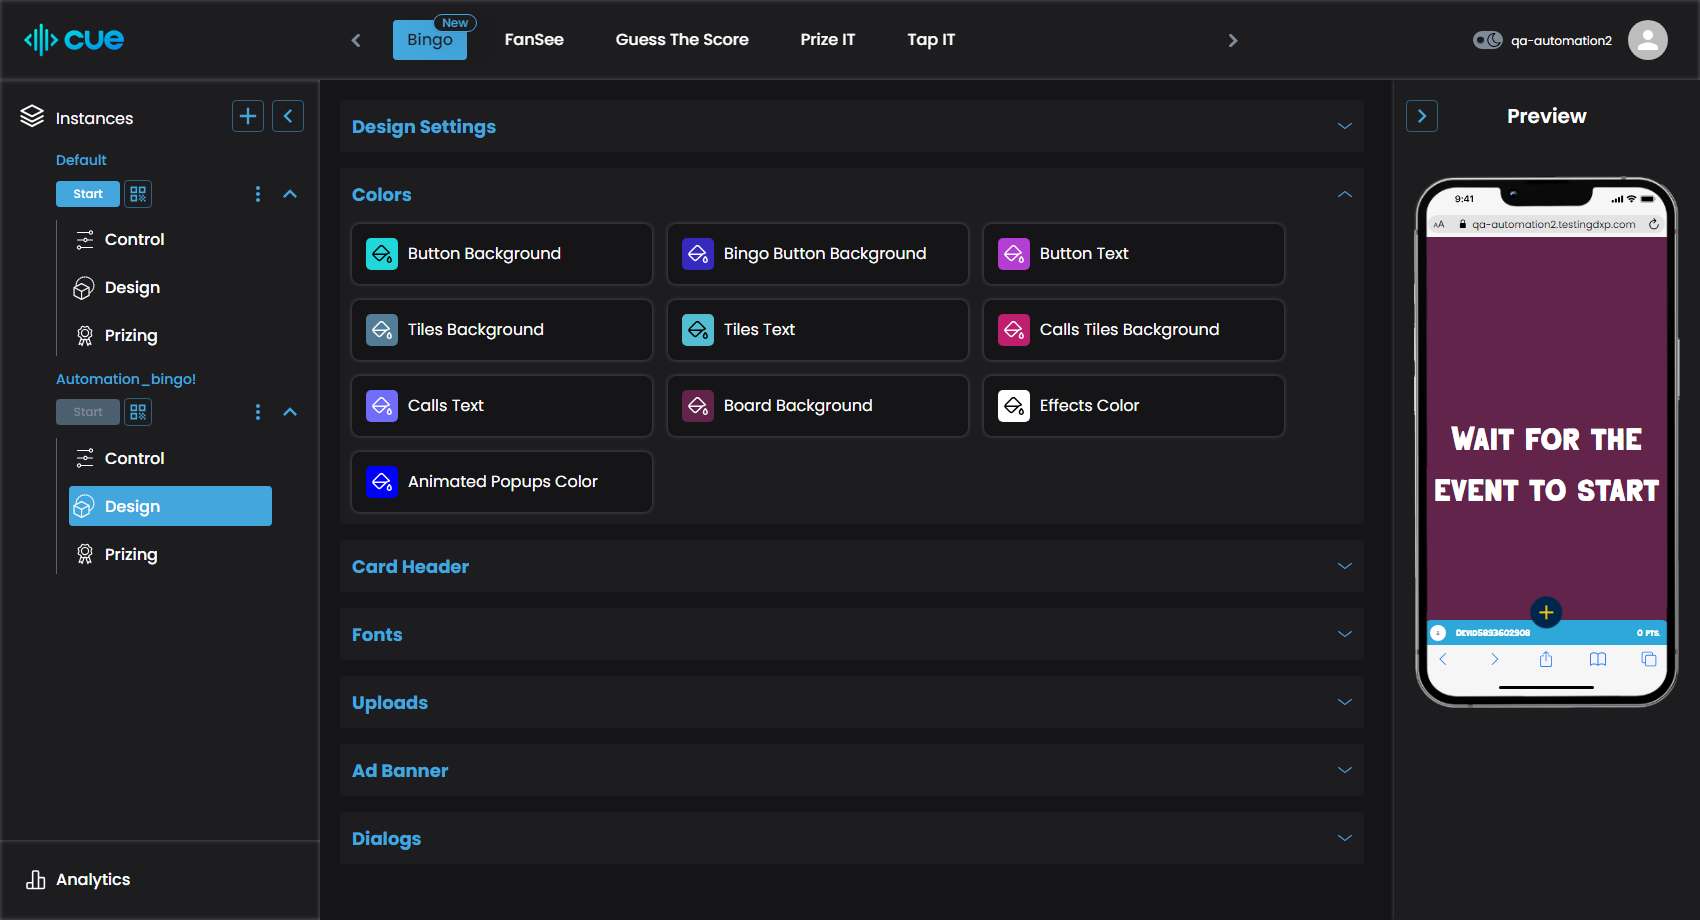 cue
New
Bingo
FanSee
Guess The Score
Prize IT
Tap IT
qa-automation2
Instances
Default
Start
Control
Design
Prizing
Automation_bingo!
Start
Control
Design
Prizing
Analytics
Design Settings
Colors
Button Background
Bingo Button Background
Button Text
Tiles Background
Tiles Text
Calls Tiles Background
Calls Text
Board Background
Effects Color
Animated Popups Color
Card Header
Fonts
Uploads
Ad Banner
Dialogs
Preview
9:41
AA qa-automation2.testingdxp.com
WAIT FOR THE
EVENT TO START
0 PTS.